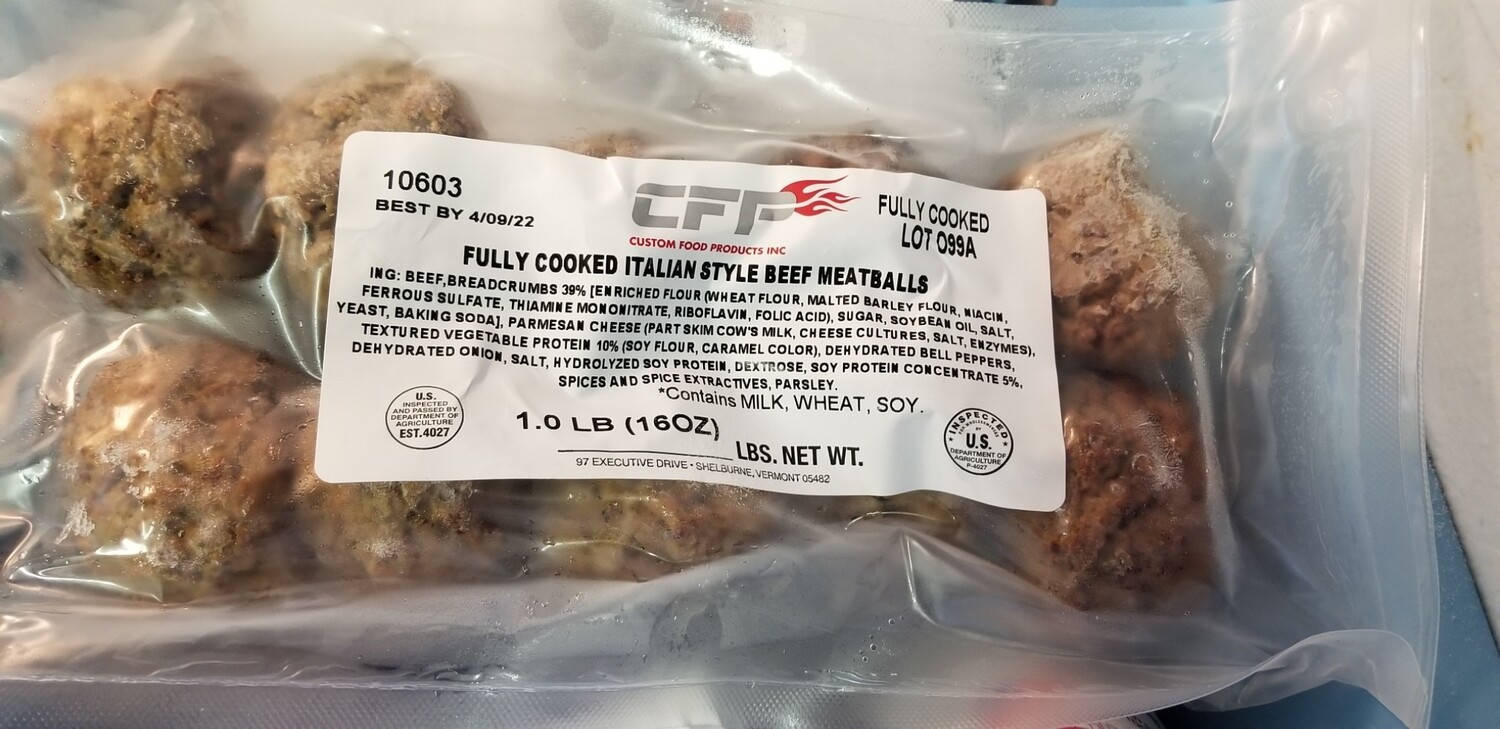 10603
BEST BY 4/09/22
CFP
CUSTOM FOOD PRODUCTS INC
FULLY COOKED
LOT O99A
FULLY COOKED ITALIAN STYLE BEEF MEATBALLS
ING: BEEF,BREADCRUMBS 39% [ENRICHED FLOUR (WHEAT FLOUR, MALTED BARLEY FLOUR, NIACIN,
FERROUS SULFATE, THIAMINE MONONITRATE, RIBOFLAVIN, FOLIC ACID), SUGAR, SOYBEAN OIL, SALT,
YEAST, BAKING SODA], PARMESAN CHEESE (PART SKIM COW'S MILK, CHEESE CULTURES, SALT, ENZYMES),
TEXTURED VEGETABLE PROTEIN 10% (SOY FLOUR, CARAMEL COLOR), DEHYDRATED BELL PEPPERS,
DEHYDRATED ONION, SALT, HYDROLYZED SOY PROTEIN, DEXTROSE, SOY PROTEIN CONCENTRATE 5%,
SPICES AND SPICE EXTRACTIVES, PARSLEY.
*Contains MILK, WHEAT, SOY.
U.S.
INSPECTED
AND PASSED BY
DEPARTMENT OF
AGRICULTURE
EST.4027
1.0 LB (16OZ)
LBS. NET WT.
97 EXECUTIVE DRIVE • SHELBURNE, VERMONT 05482
INSPECTED
FOR WHOLESOMENESS
BY
U.S.
DEPARTMENT OF
AGRICULTURE
P-4027